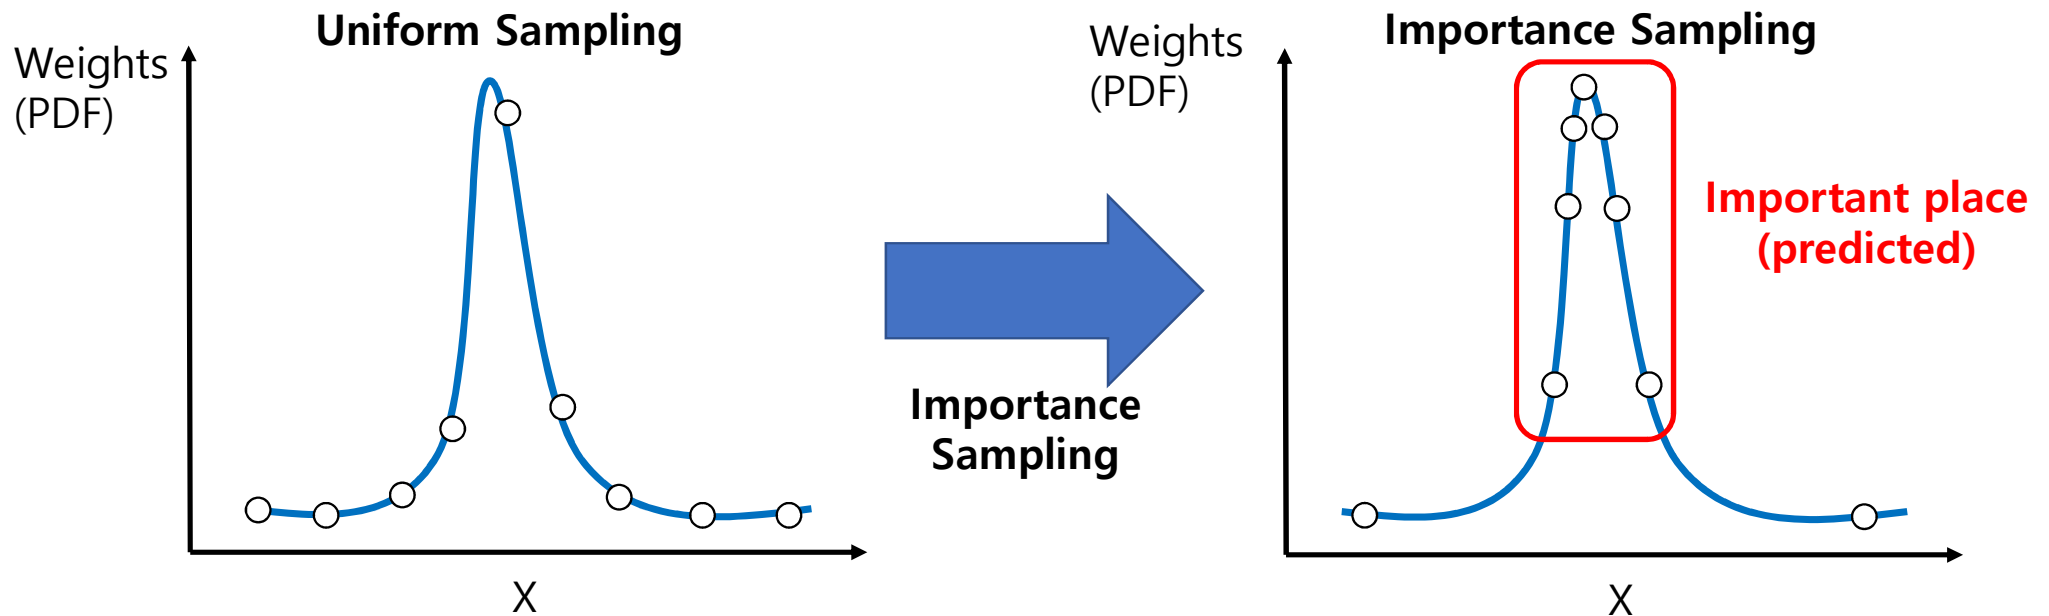 Uniform Sampling
Weights
(PDF)
X
Importance
Sampling
Importance Sampling
Weights
(PDF)
Important place
(predicted)
X